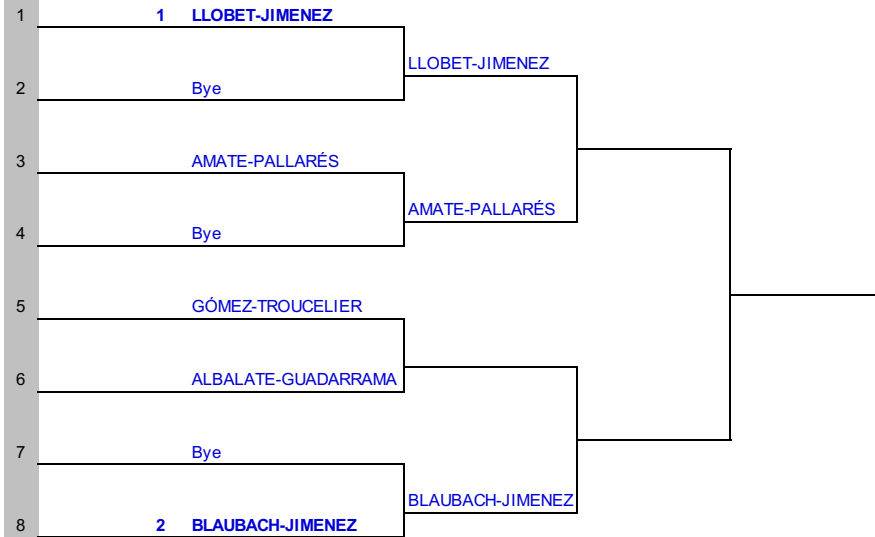 1 1 LLOBET-JIMENEZ
LLOBET-JIMENEZ
2 Bye
3 AMATE-PALLARÉS
AMATE-PALLARÉS
4 Bye
5 GÓMEZ-TROUCELIER
6 ALBALATE-GUADARRAMA
7 Bye
BLAUBACH-JIMENEZ
8 2 BLAUBACH-JIMENEZ